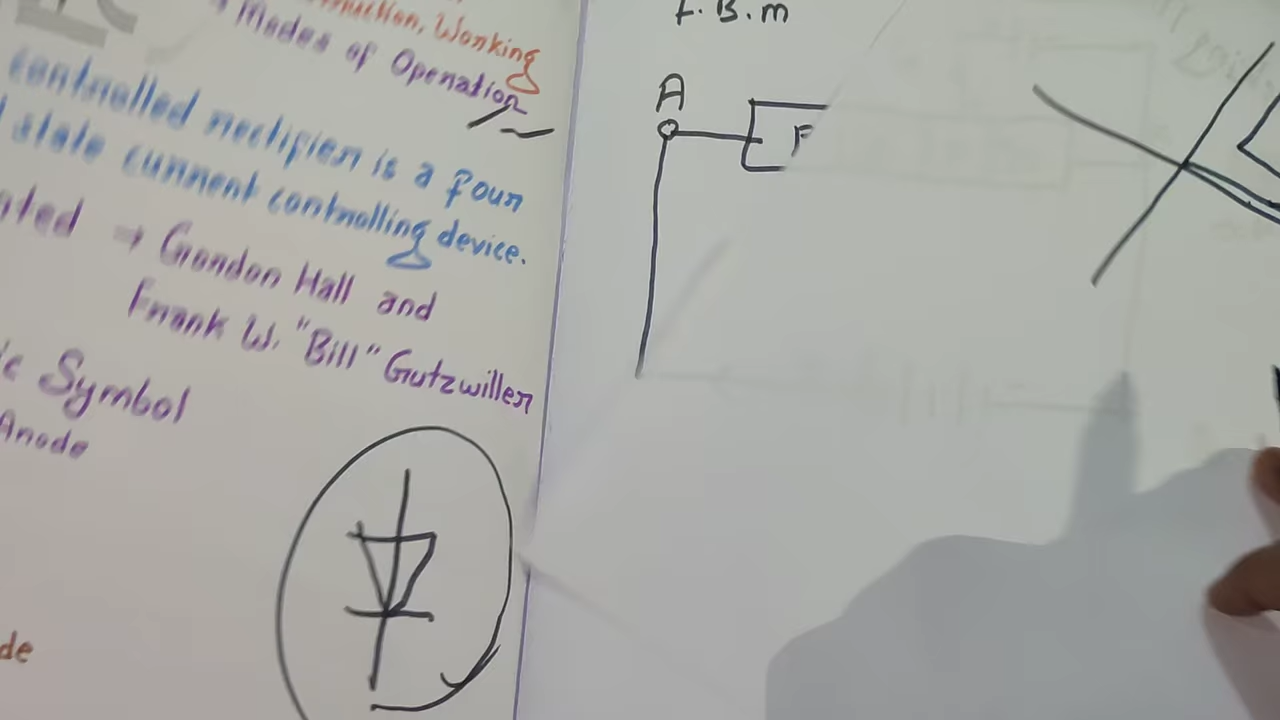 Working
Modes of Operation
controlled rectifier is a four
state current controlling device.
→ Gordon Hall and
Frank W. "Bill" Gutzwiller
Symbol
Anode
de
F.B.m
A
P